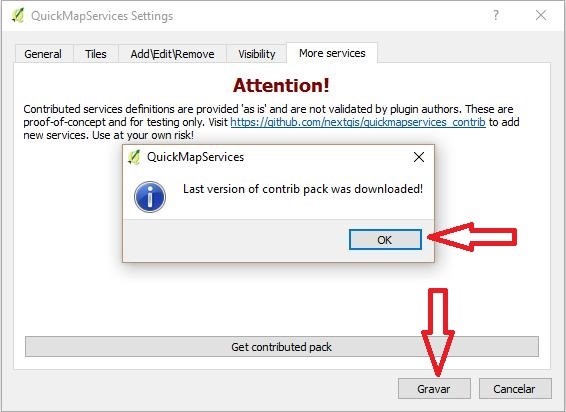 QuickMapServices Settings
General Tiles Add\Edit\Remove Visibility More services
Attention!
Contributed services definitions are provided 'as is' and are not validated by plugin authors. These are
proof-of-concept and for testing only. Visit https://github.com/nextgis/quickmapservices_contrib to add
new services. Use at your own risk!
QuickMapServices
Last version of contrib pack was downloaded!
OK
Get contributed pack
Gravar Cancelar